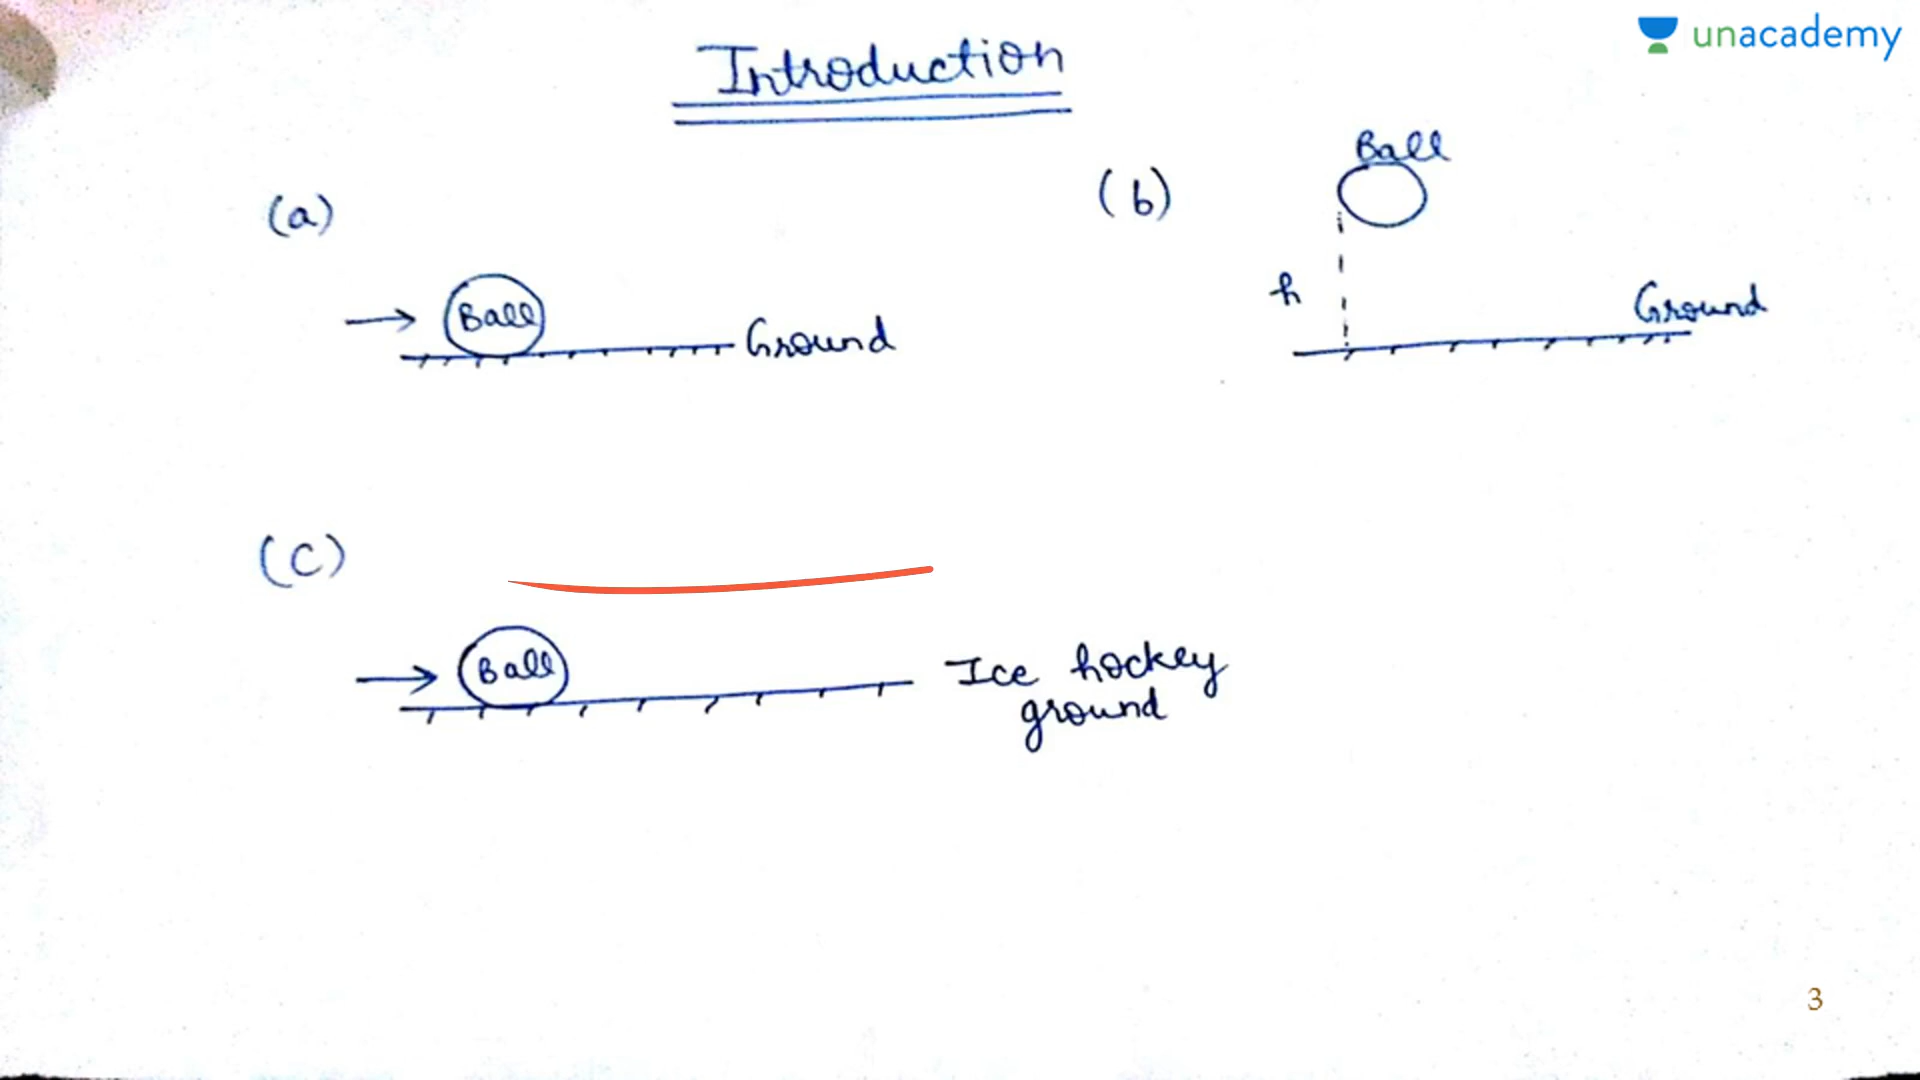 unacademy
Introduction
(a)
Ball
Ground
(b)
Ball
h
Ground
(C)
Ball
Ice hockey
ground
3